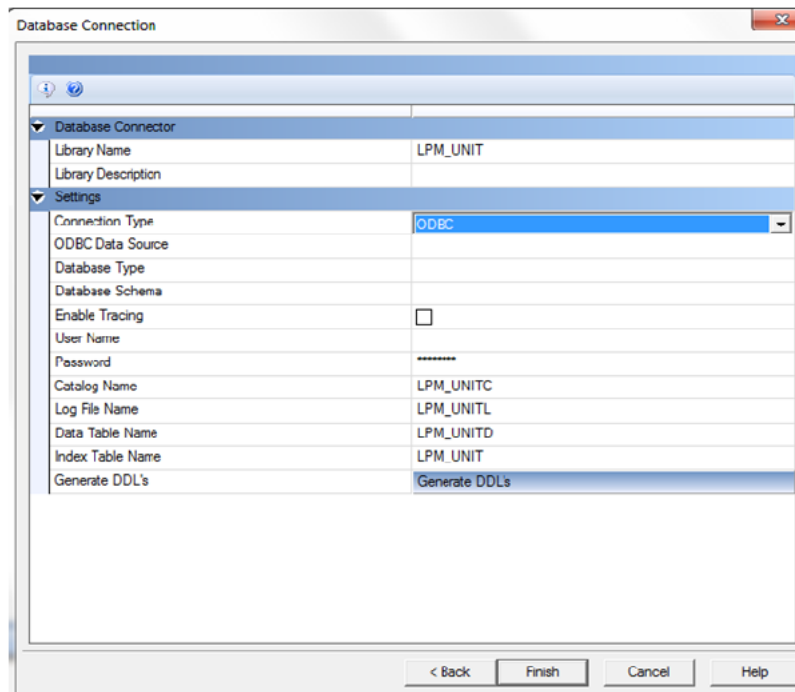 Database Connection
Database Connector
Library Name LPM_UNIT
Library Description
Settings
Connection Type ODBC
ODBC Data Source
Database Type
Database Schema
Enable Tracing
User Name
Password ********
Catalog Name LPM_UNITC
Log File Name LPM_UNITL
Data Table Name LPM_UNITD
Index Table Name LPM_UNIT
Generate DDL's Generate DDL's
< Back Finish Cancel Help